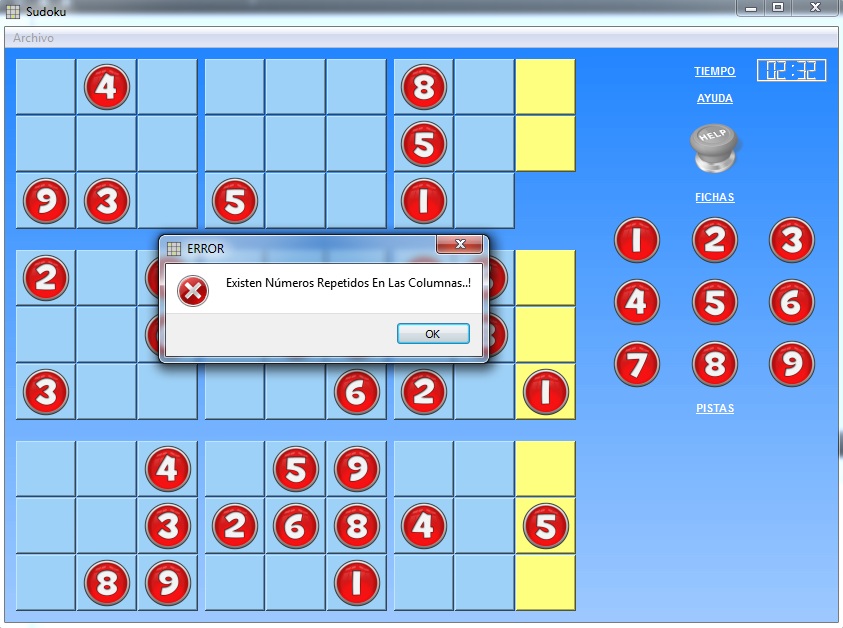 Sudoku
Archivo
TIEMPO 02:32
AYUDA
HELP
FICHAS
1 2 3
4 5 6
7 8 9
PISTAS
4 8
5
9 3 5 1
ERROR
Existen Números Repetidos En Las Columnas..!
OK
2
3 6 2 1
4 5 9
3 2 6 8 4 5
8 9 1